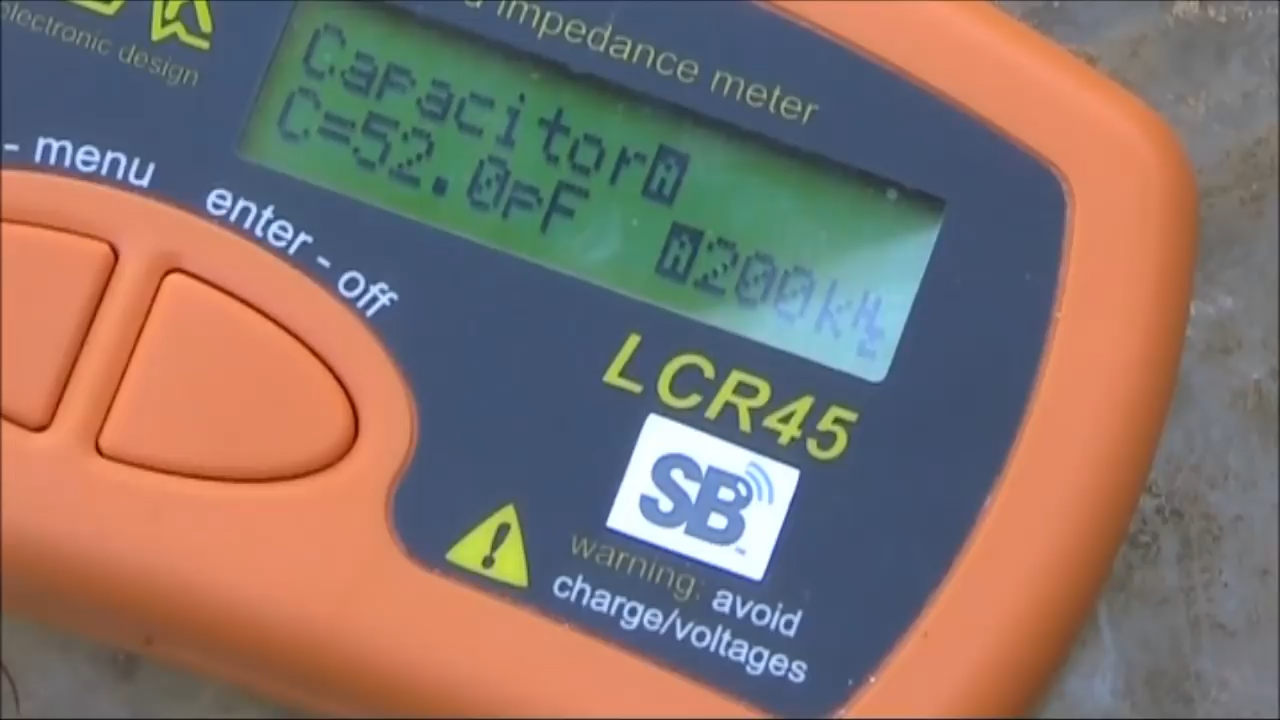 electronic design
impedance meter
Capacitor A
C=52.0pF
A 200kHz
- menu
enter - off
LCR45
SB
warning: avoid
charge/voltages